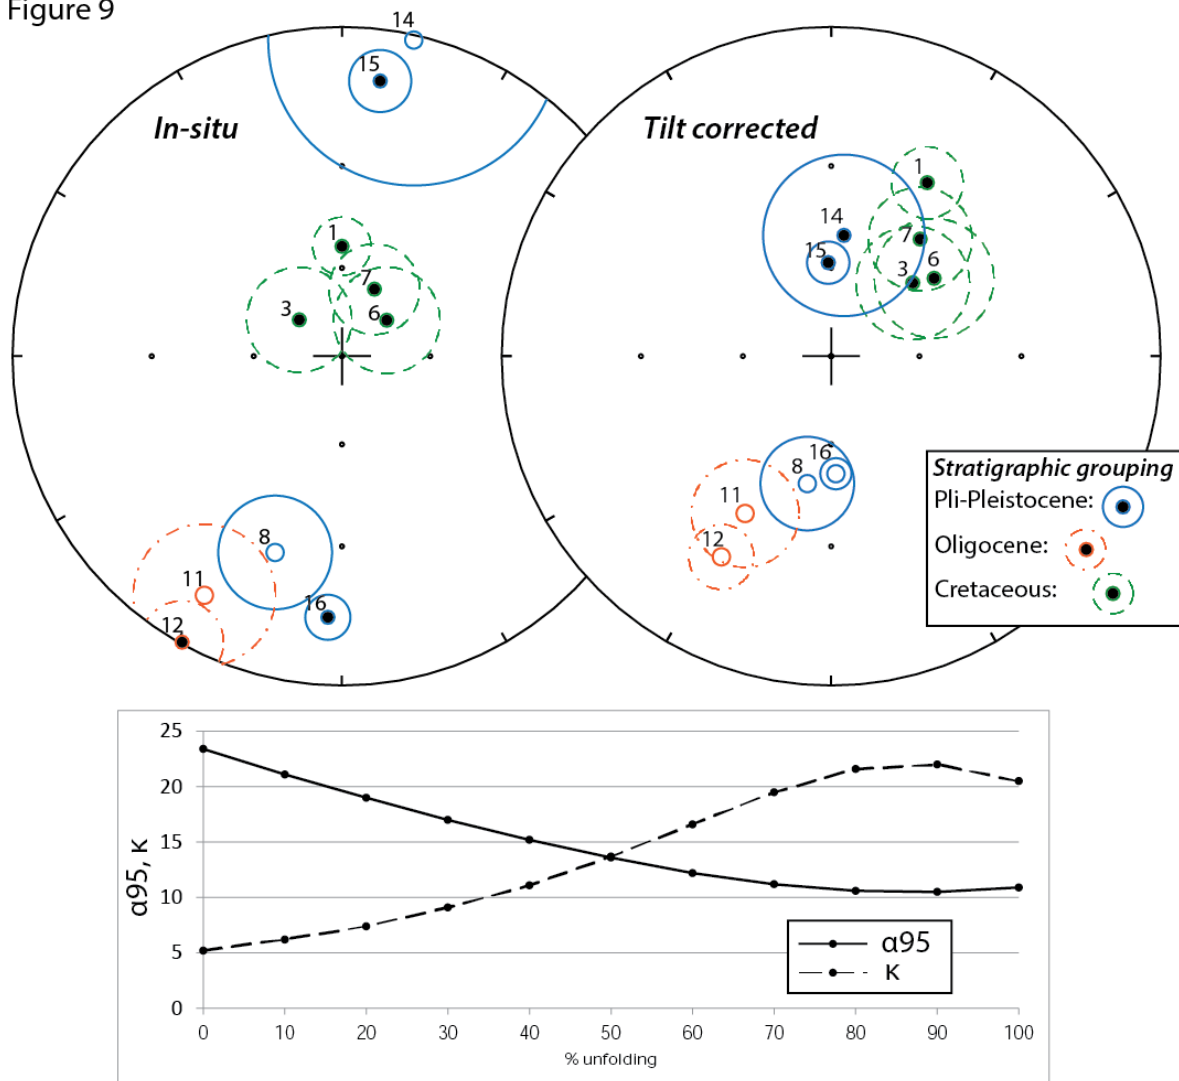 Figure 9
In-situ
14
15
1
7
3
6
8
11
16
12
Tilt corrected
1
14
7
15
3
6
8
16
11
12
Stratigraphic grouping
Pli-Pleistocene:
Oligocene:
Cretaceous:
25
20
15
10
5
0
α95, κ
0 10 20 30 40 50 60 70 80 90 100
% unfolding
α95
κ